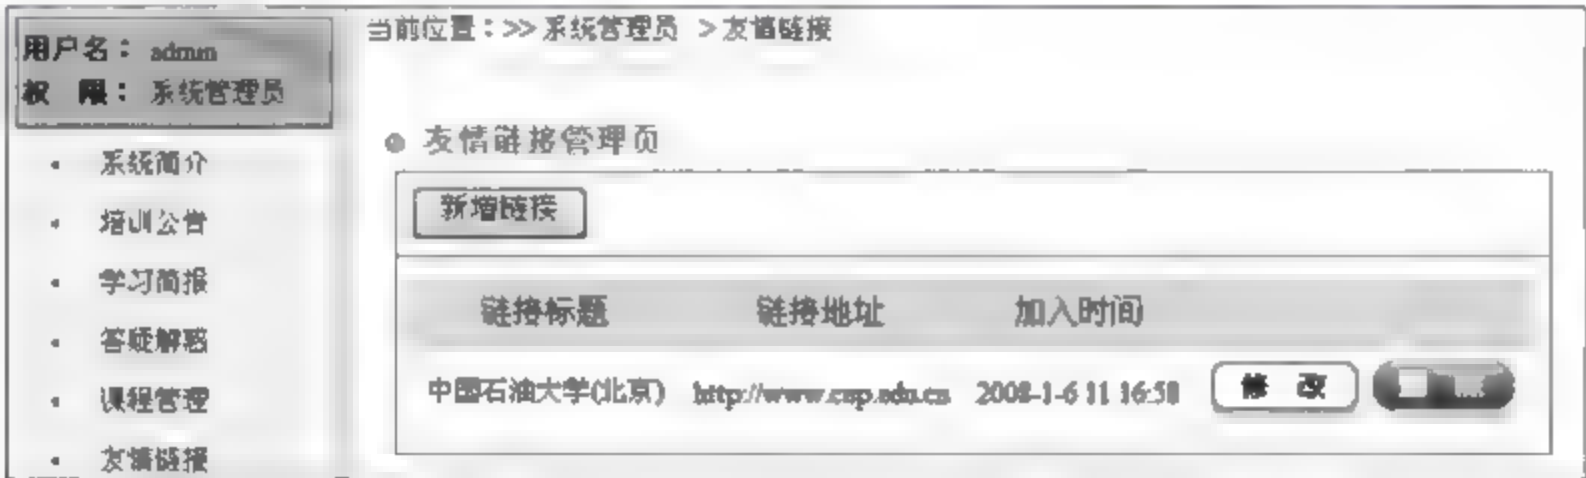 用户名： admin
权 限： 系统管理员
系统简介
培训公告
学习简报
答疑解惑
课程管理
友情链接
当前位置：>> 系统管理员 > 友情链接
友情链接管理页
新增链接
链接标题 链接地址 加入时间
中国石油大学(北京) http://www.cup.edu.cn 2008-1-6 11 16:58 修 改